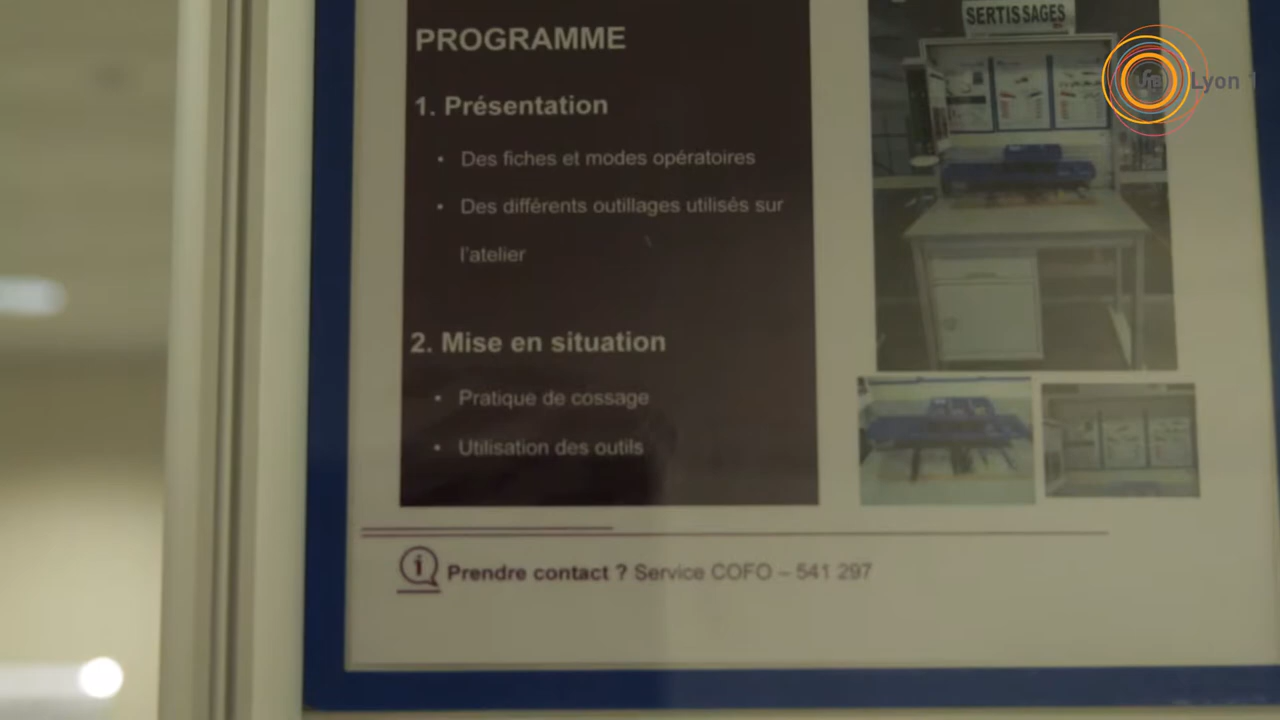 PROGRAMME
1. Présentation
• Des fiches et modes opératoires
• Des différents outillages utilisés sur
l'atelier
2. Mise en situation
• Pratique de cossage
• Utilisation des outils
i
Prendre contact ? Service COFO – 541 297
SERTISSAGES
Lyon 1